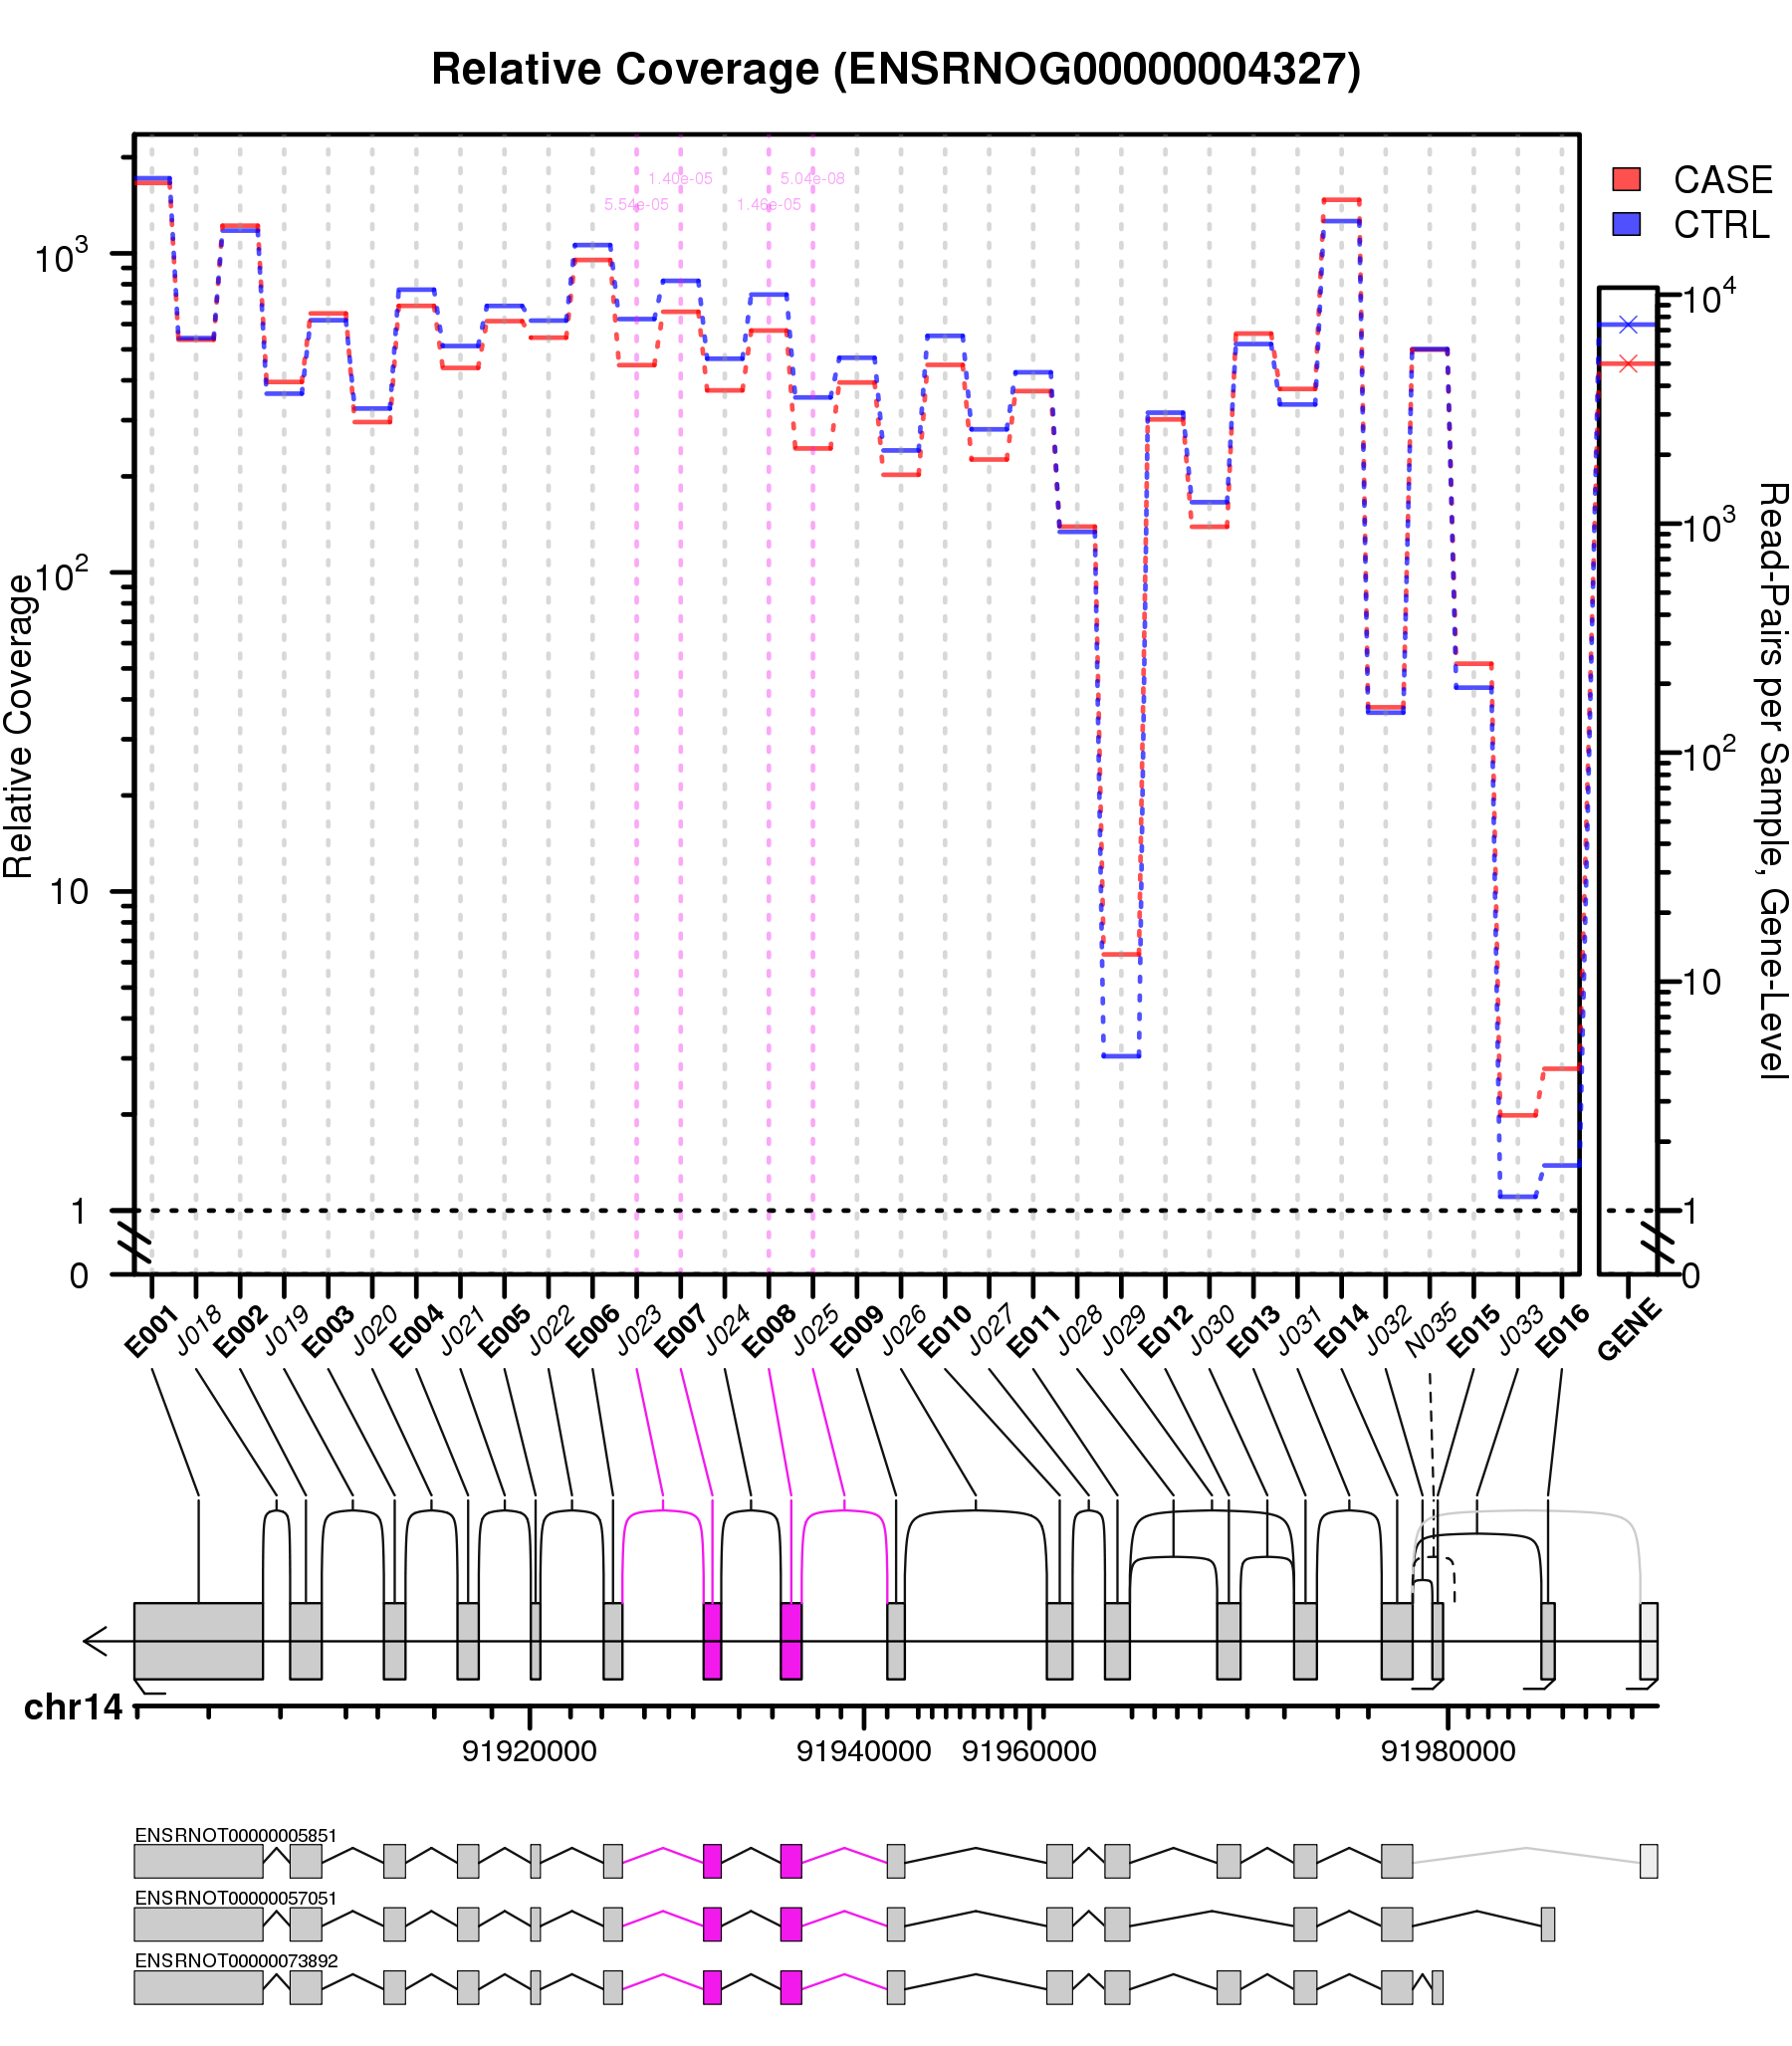 Relative Coverage (ENSRNOG00000004327)
CASE
CTRL
1.40e-05
5.04e-08
5.54e-05
1.46e-05
Relative Coverage
10³
10²
10
1
0
10⁴
10³
10²
10
1
0
Read-Pairs per Sample, Gene-Level
E001 J018 E002 J019 E003 J020 E004 J021 E005 J022 E006 J023 E007 J024 E008 J025 E009 J026 E010 J027 E011 J028 J029 E012 J030 E013 J031 E014 J032 N035 E015 J033 E016 GENE
chr14
91920000 91940000 91960000 91980000
ENSRNOT00000005851
ENSRNOT00000057051
ENSRNOT00000073892